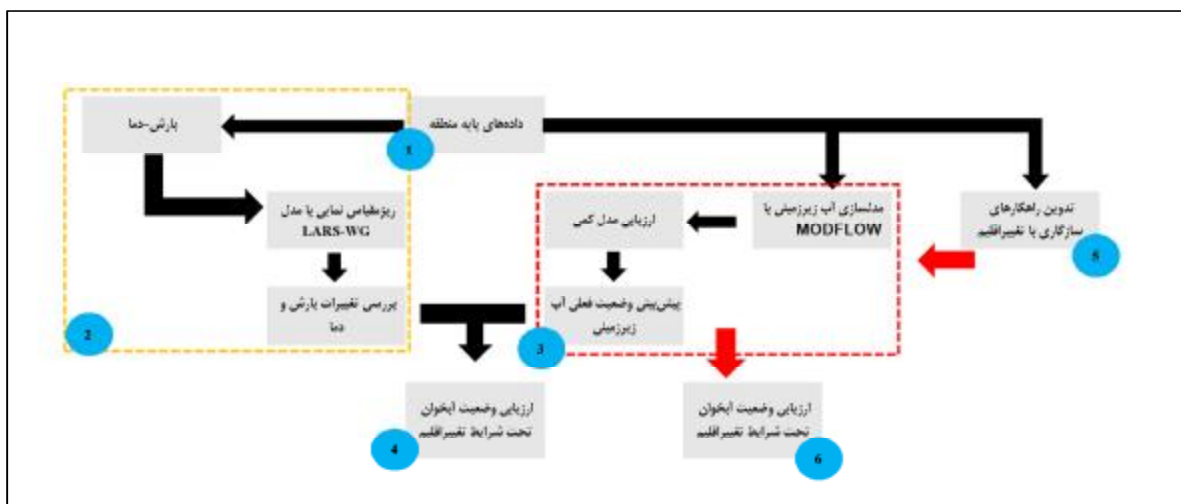 داده‌های پایه منطقه
1
بارش-دما
ریزمقیاس نمایی با مدل
LARS-WG
بررسی تغییرات بارش و
دما
2
مدلسازی آب زیرزمینی با
MODFLOW
ارزیابی مدل کمی
پیش‌بینی وضعیت فعلی آب
زیرزمینی
3
ارزیابی وضعیت آبخوان
تحت شرایط تغییراقلیم
4
تدوین راهکارهای
سازگاری با تغییراقلیم
5
ارزیابی وضعیت آبخوان
تحت شرایط تغییراقلیم
6